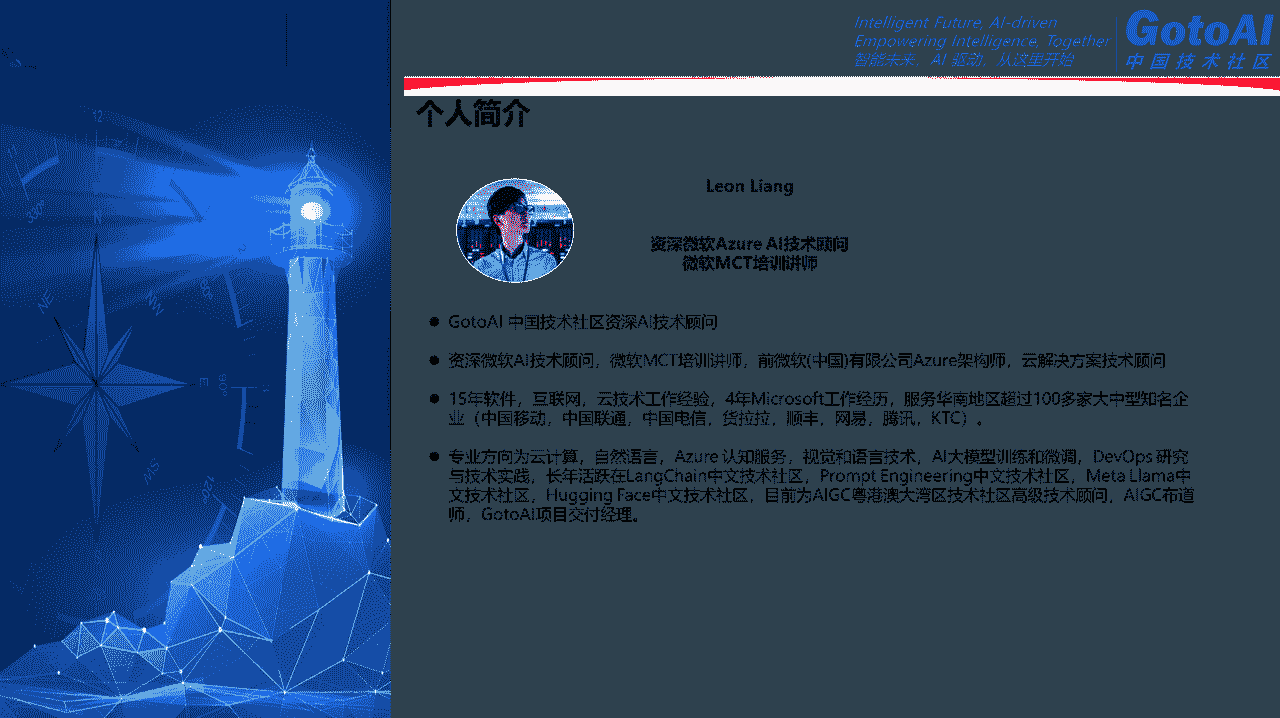 Intelligent Future, AI-driven
Empowering Intelligence, Together
智能未来，AI 驱动，从这里开始
GotoAI
中国技术社区
个人简介
Leon Liang
资深微软Azure AI技术顾问
微软MCT培训讲师
● GotoAI 中国技术社区资深AI技术顾问
● 资深微软AI技术顾问，微软MCT培训讲师，前微软(中国)有限公司Azure架构师，云解决方案技术顾问
● 15年软件，互联网，云技术工作经验，4年Microsoft工作经历，服务华南地区超过100多家大中型知名企
业（中国移动，中国联通，中国电信，货拉拉，顺丰，网易，腾讯，KTC）。
● 专业方向为云计算，自然语言，Azure 认知服务，视觉和语言技术，AI大模型训练和微调，DevOps 研究
与技术实践，长年活跃在LangChain中文技术社区，Prompt Engineering中文技术社区，Meta Llama中
文技术社区，Hugging Face中文技术社区，目前为AIGC粤港澳大湾区技术社区高级技术顾问，AIGC布道
师，GotoAI项目交付经理。
12
330°
N
NE
NW
E
90°
SW
120°